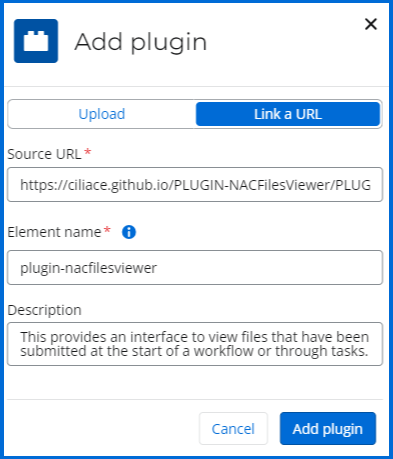 Add plugin
Upload
Link a URL
Source URL*
https://ciliace.github.io/PLUGIN-NACFilesViewer/PLUG
Element name*
plugin-nacfilesviewer
Description
This provides an interface to view files that have been
submitted at the start of a workflow or through tasks.
Cancel
Add plugin